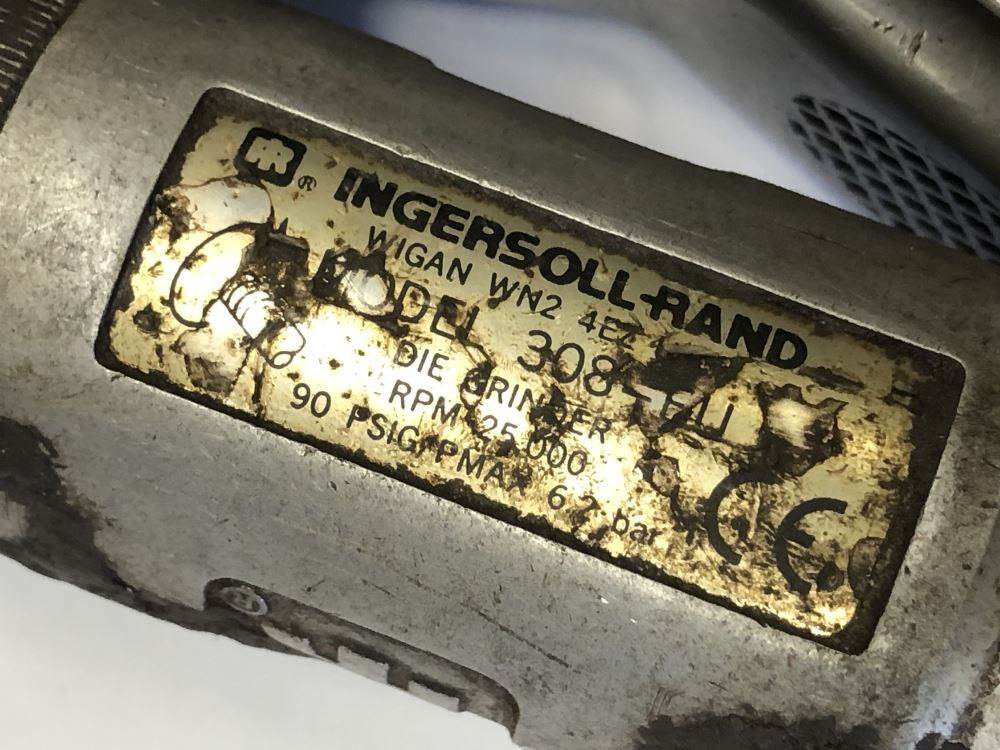 IR® INGERSOLL-RAND
WIGAN WN2 4EZ
MODEL 308
DIE GRINDER
RPM 25,000
90 PSIG/PMAX 6.2 bar
CE